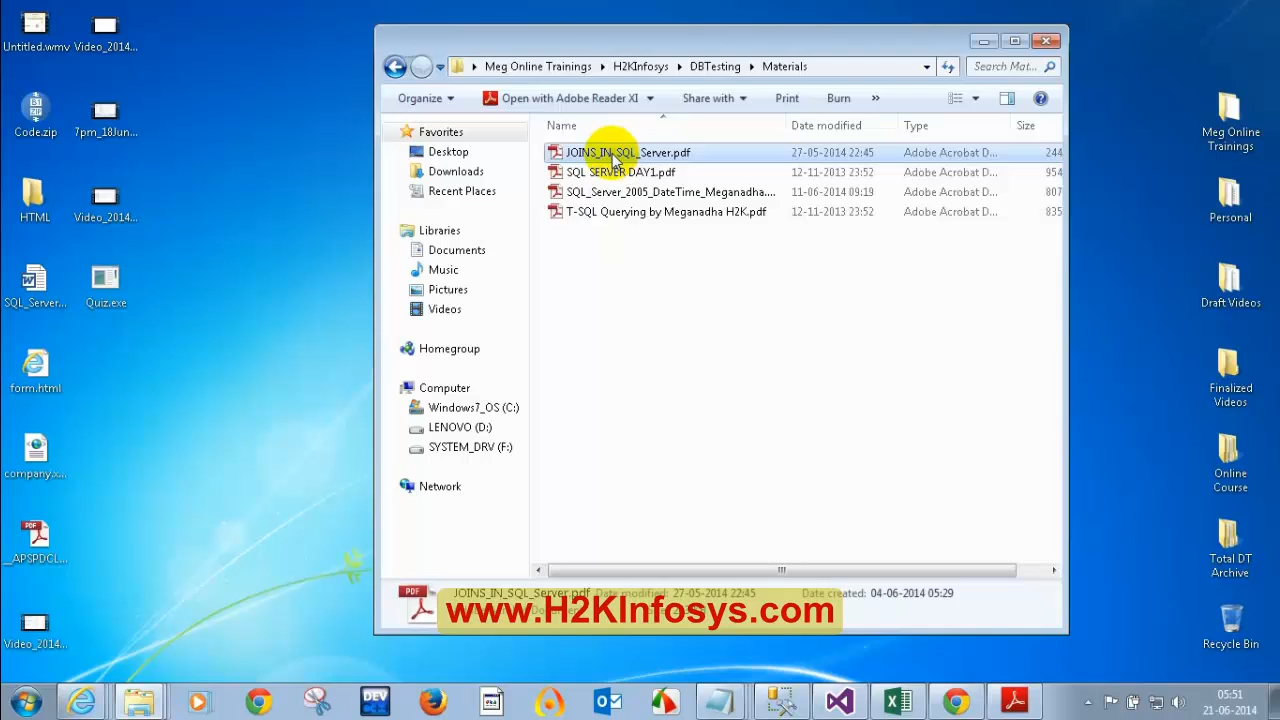 Untitled.wmv
Video_2014...
Code.zip
7pm_18Jun...
HTML
Video_2014...
SQL_Server...
Quiz.exe
form.html
company.x...
__APSPDCL...
Video_2014...
Meg Online Trainings
H2KInfosys
DBTesting
Materials
Search Mat...
Organize
Open with Adobe Reader XI
Share with
Print
Burn
»
Favorites
Desktop
Downloads
Recent Places
Libraries
Documents
Music
Pictures
Videos
Homegroup
Computer
Windows7_OS (C:)
LENOVO (D:)
SYSTEM_DRV (F:)
Network
Name
Date modified
Type
Size
JOINS_IN_SQL_Server.pdf 27-05-2014 22:45 Adobe Acrobat D... 244
SQL SERVER DAY1.pdf 12-11-2013 23:52 Adobe Acrobat D... 954
SQL_Server_2005_DateTime_Meganadha.... 11-06-2014 09:19 Adobe Acrobat D... 807
T-SQL Querying by Meganadha H2K.pdf 12-11-2013 23:52 Adobe Acrobat D... 835
PDF
JOINS_IN_SQL_Server.pdf Date modified: 27-05-2014 22:45 Date created: 04-06-2014 05:29
www.H2KInfosys.com
Meg Online
Trainings
Personal
Draft Videos
Finalized
Videos
Online
Course
Total DT
Archive
Recycle Bin
DEV
05:51
21-06-2014